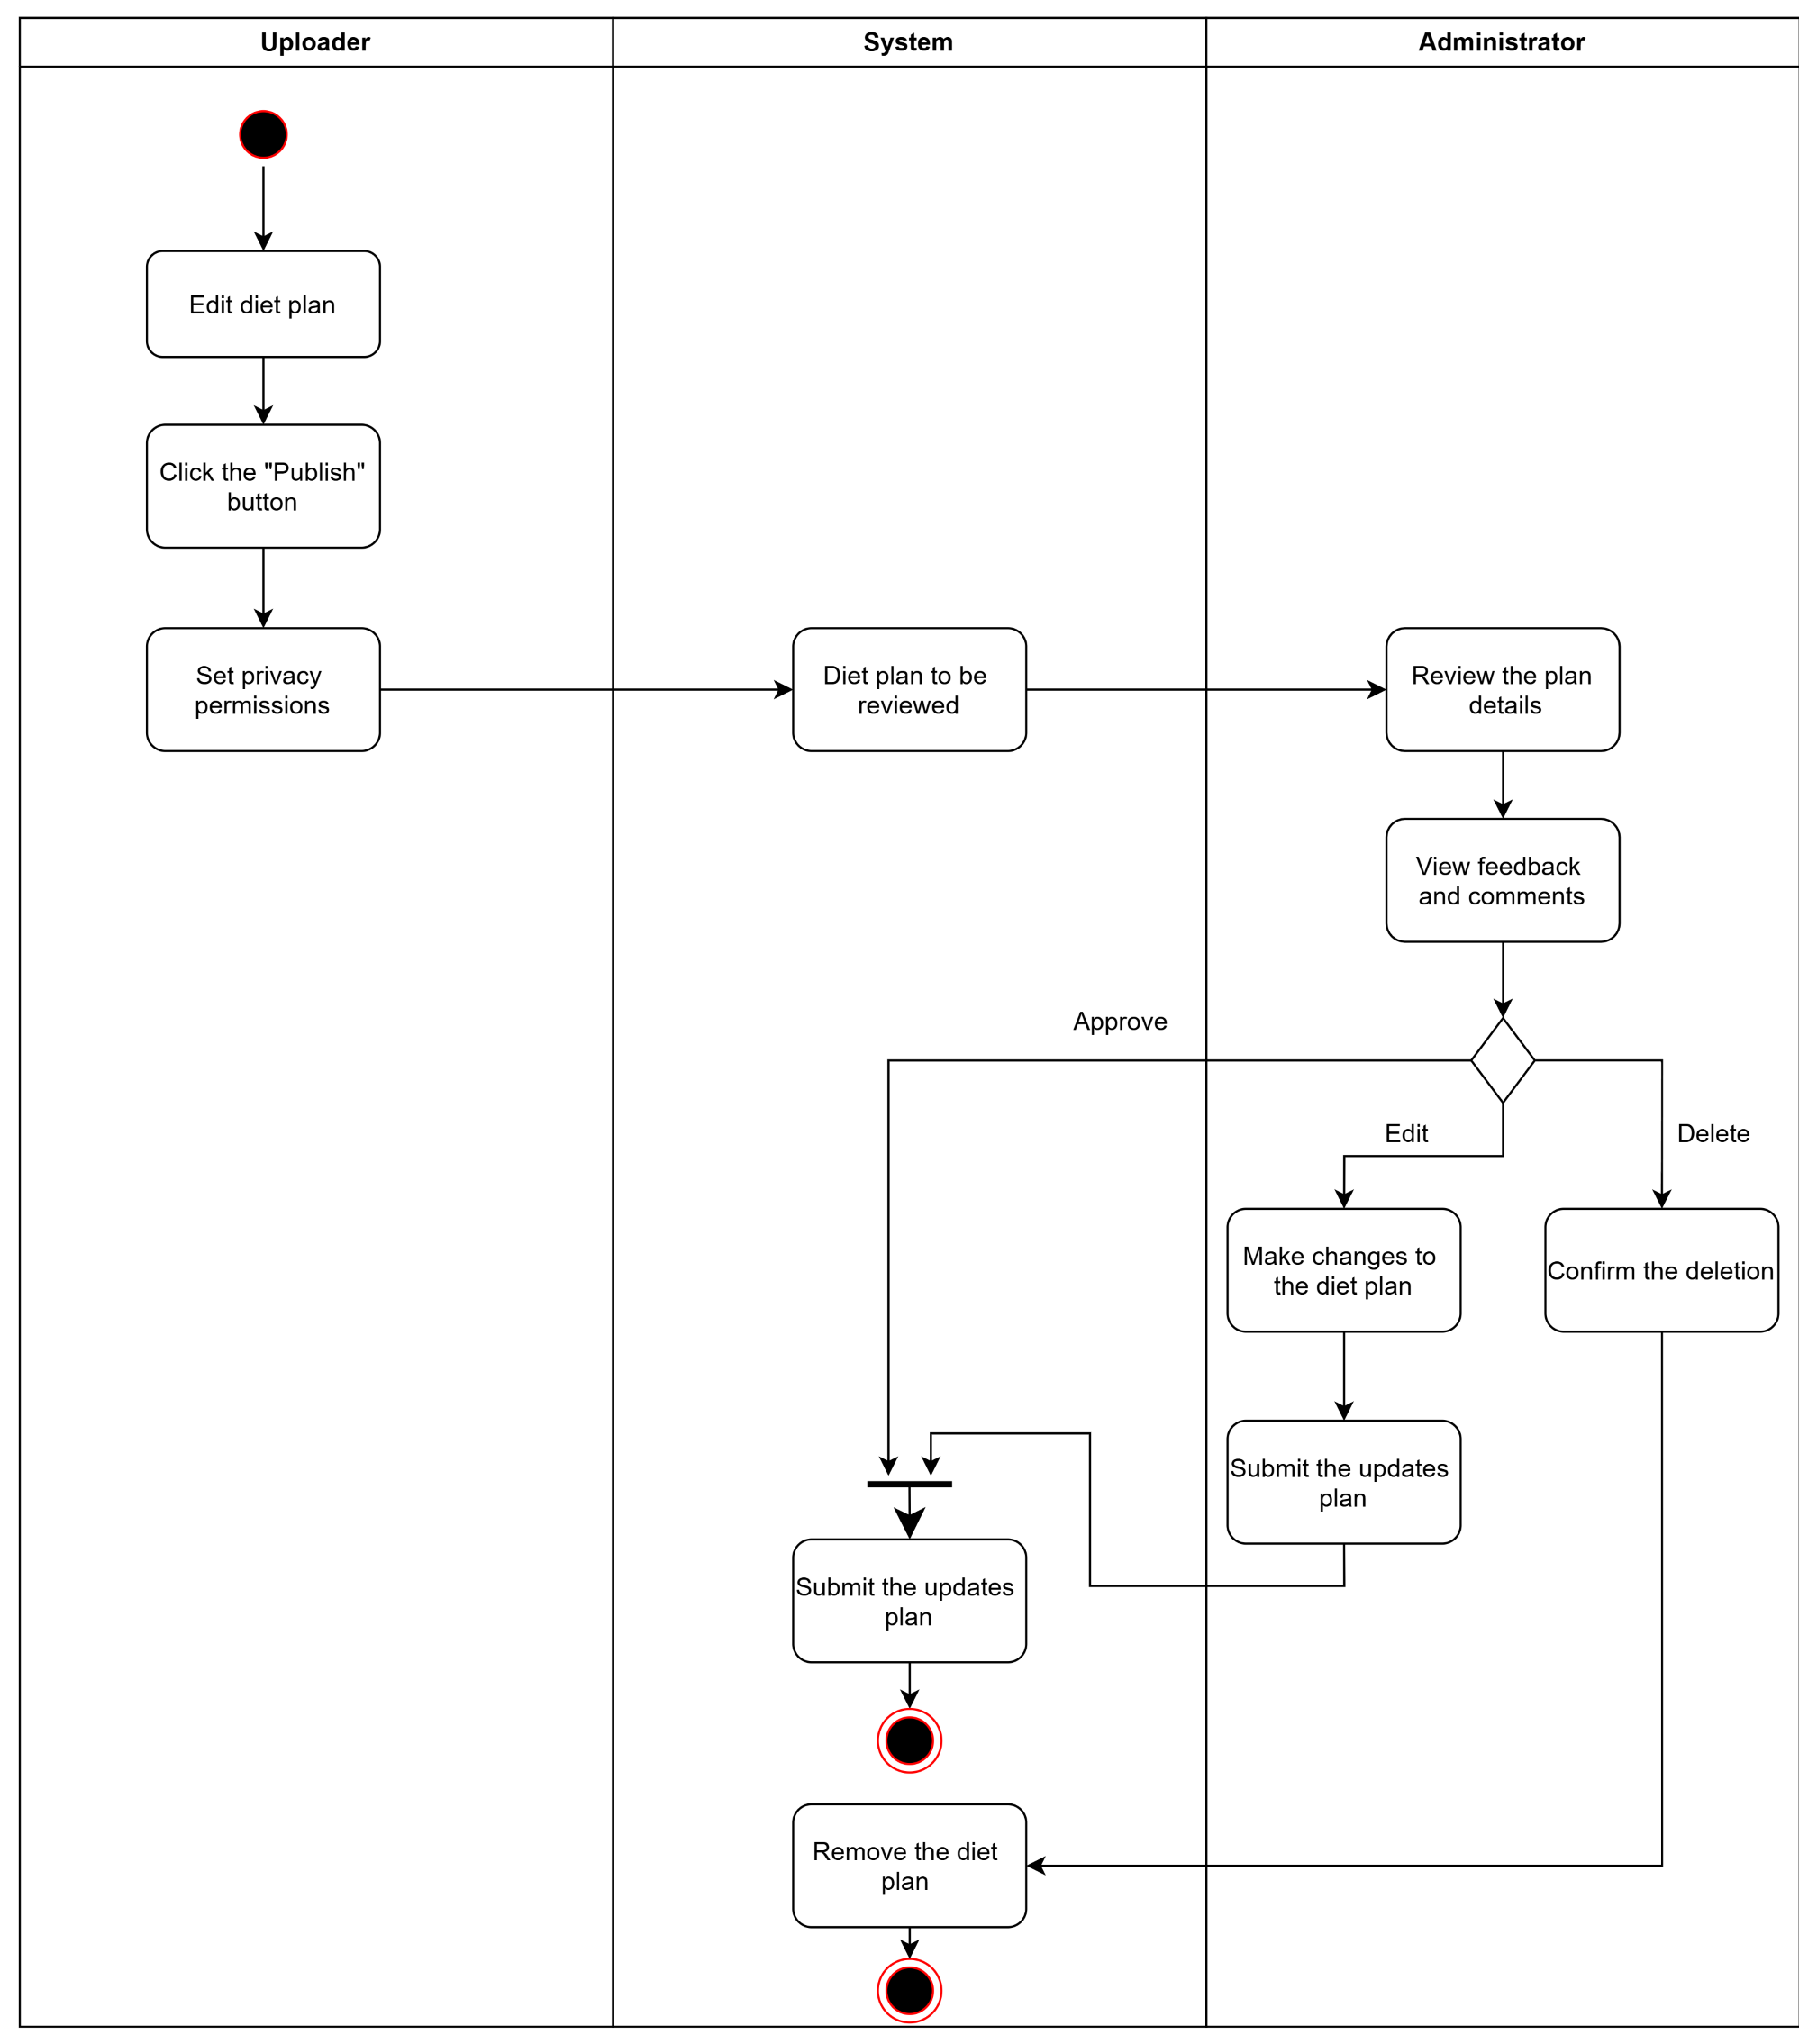 Uploader
System
Administrator
Edit diet plan
Click the "Publish"
button
Set privacy
permissions
Diet plan to be
reviewed
Review the plan
details
View feedback
and comments
Approve
Edit
Delete
Make changes to
the diet plan
Confirm the deletion
Submit the updates
plan
Submit the updates
plan
Remove the diet
plan